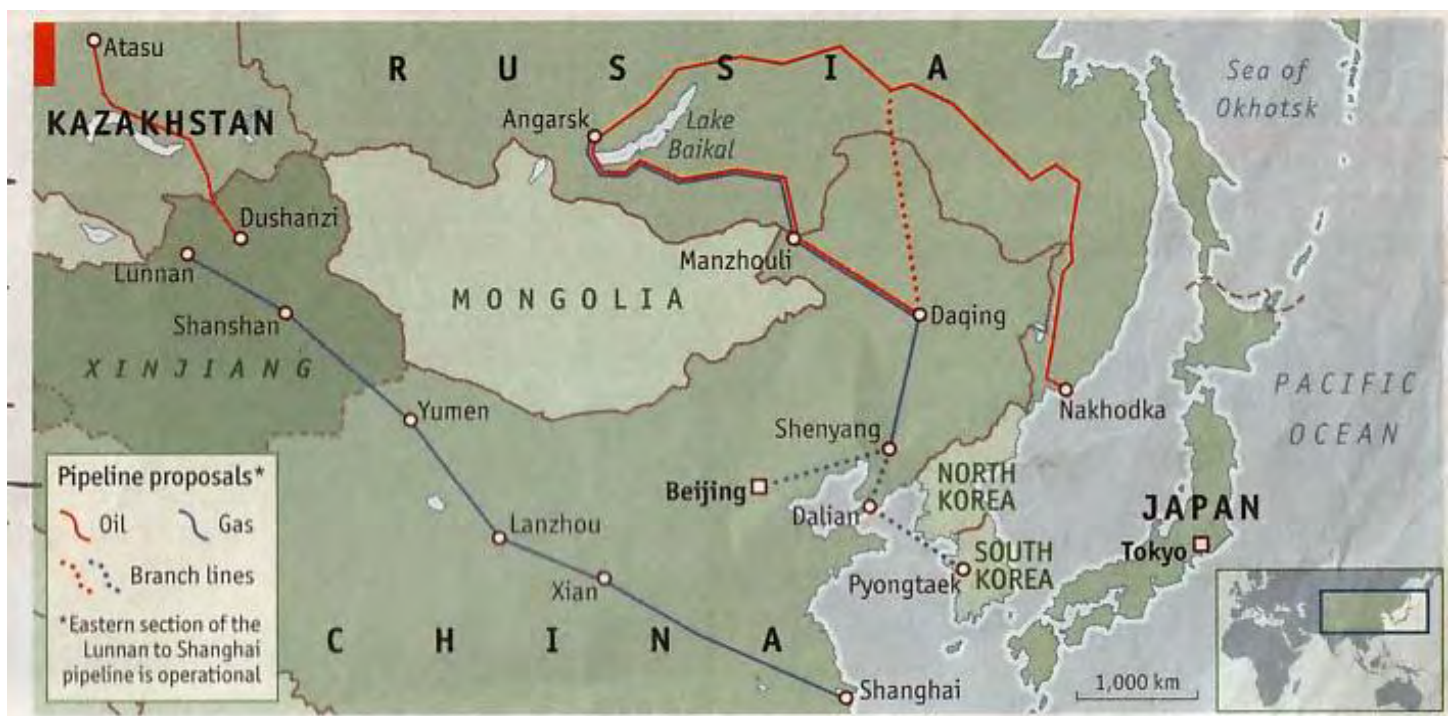 Atasu
RUSSIA
Sea of
Okhotsk
KAZAKHSTAN
Angarsk
Lake
Baikal
Dushanzi
Lunnan
Manzhouli
MONGOLIA
Shanshan
Daqing
XINJIANG
PACIFIC
OCEAN
Yumen
Nakhodka
Shenyang
Pipeline proposals*
Oil
Gas
Branch lines
*Eastern section of the
Lunnan to Shanghai
pipeline is operational
Beijing
NORTH
KOREA
Dalian
JAPAN
Lanzhou
Tokyo
SOUTH
KOREA
Pyongtaek
Xian
CHINA
Shanghai
1,000 km